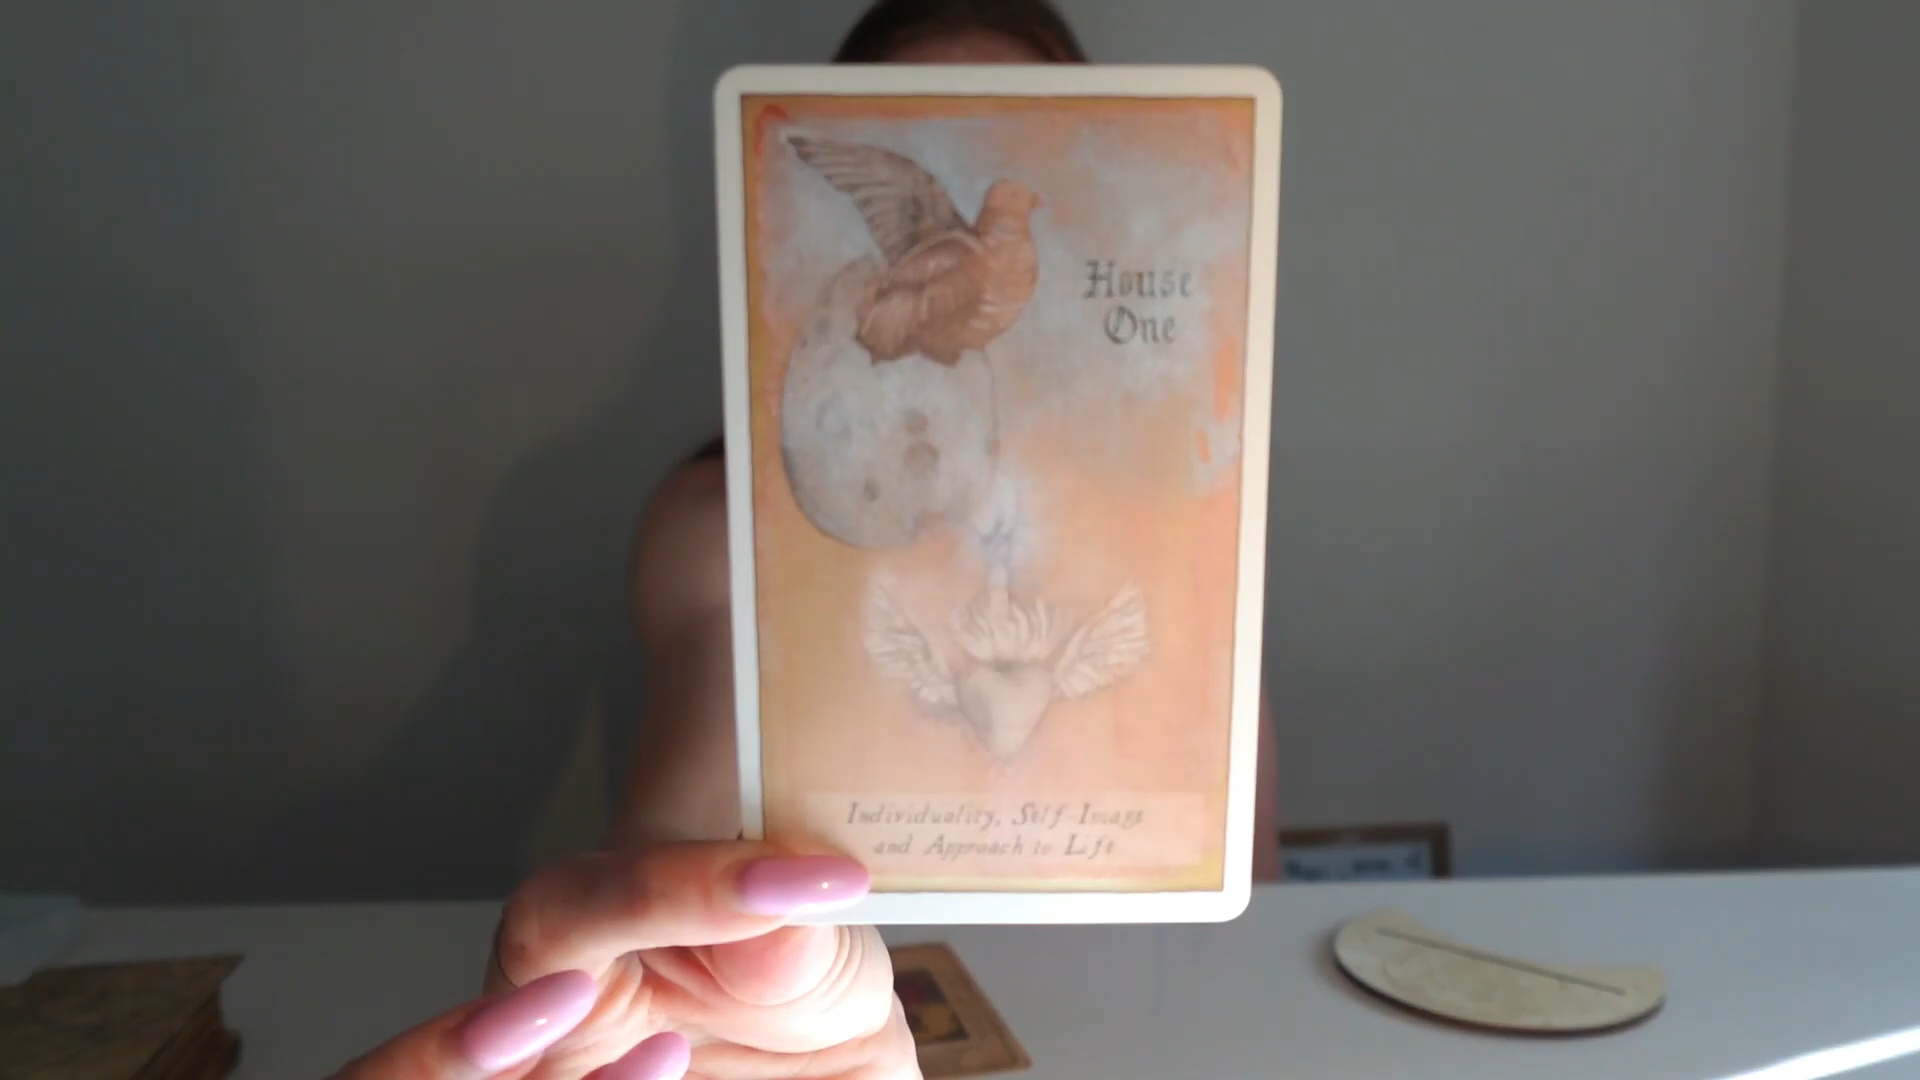 House
One
Individuality, Self-Image
and Approach to Life